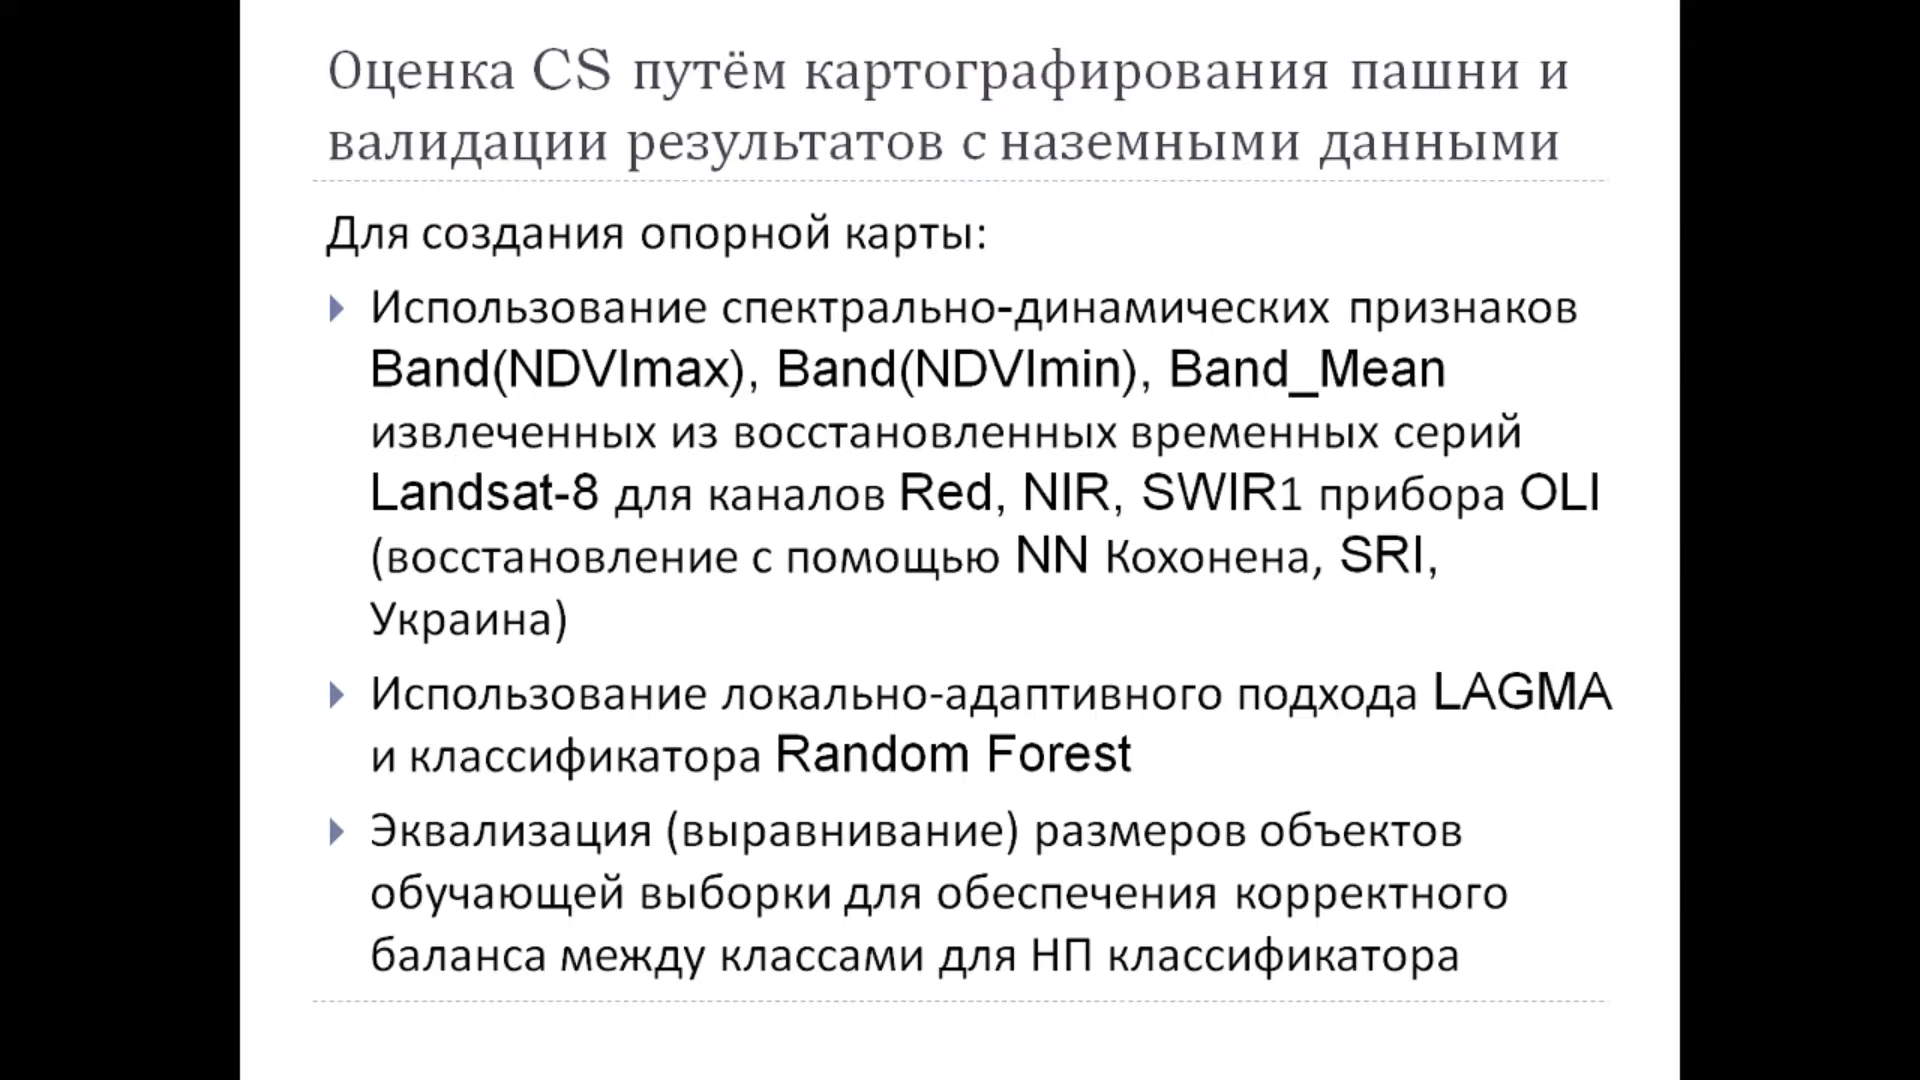 Оценка CS путём картографирования пашни и
валидации результатов с наземными данными
Для создания опорной карты:
Использование спектрально-динамических признаков
Band(NDVImax), Band(NDVImin), Band_Mean
извлеченных из восстановленных временных серий
Landsat-8 для каналов Red, NIR, SWIR1 прибора OLI
(восстановление с помощью NN Кохонена, SRI,
Украина)
Использование локально-адаптивного подхода LAGMA
и классификатора Random Forest
Эквализация (выравнивание) размеров объектов
обучающей выборки для обеспечения корректного
баланса между классами для НП классификатора